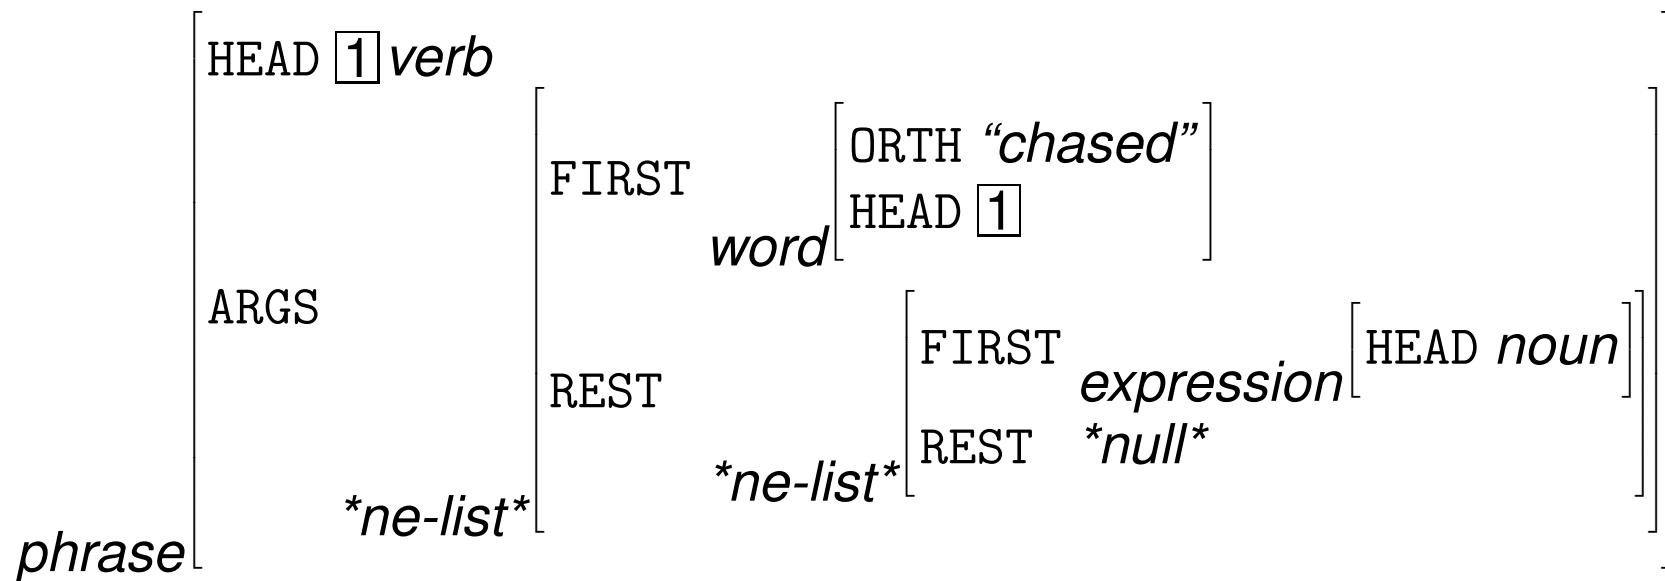 HEAD 1 verb
FIRST
ORTH “chased”
HEAD 1
word
ARGS
FIRST
HEAD noun
expression
REST
REST *null*
*ne-list*
*ne-list*
phrase